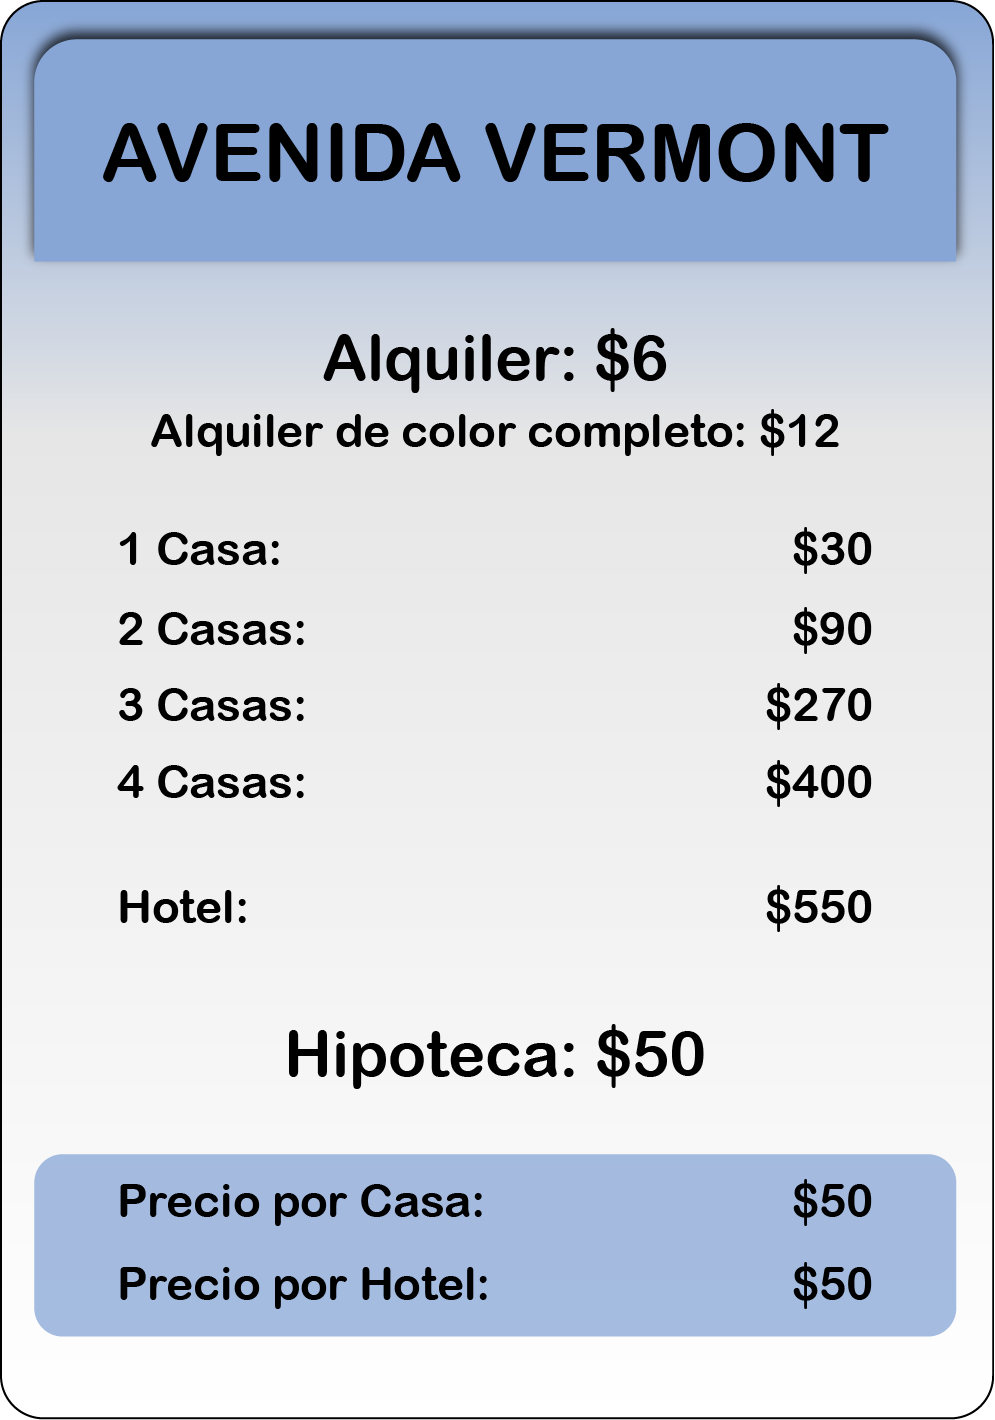 AVENIDA VERMONT
Alquiler: $6
Alquiler de color completo: $12
1 Casa: $30
2 Casas: $90
3 Casas: $270
4 Casas: $400
Hotel: $550
Hipoteca: $50
Precio por Casa: $50
Precio por Hotel: $50